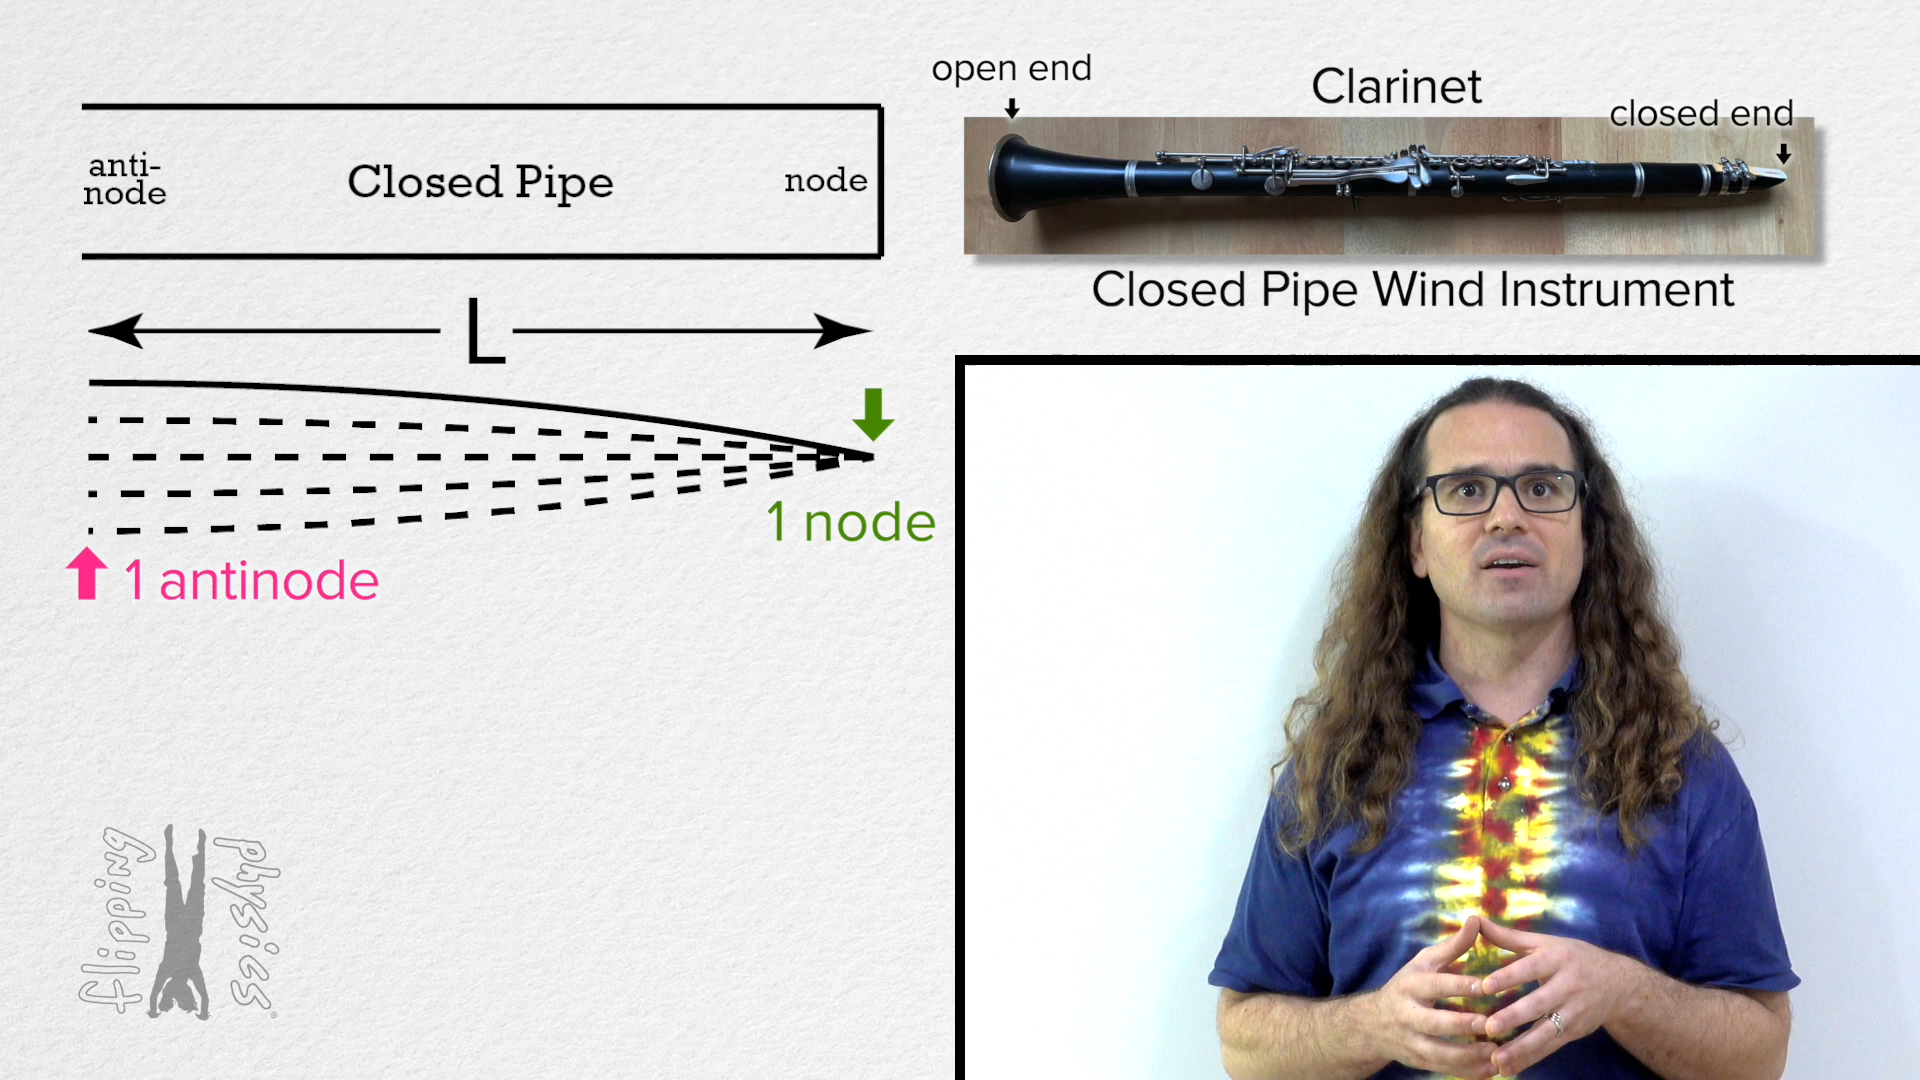 anti-
node
Closed Pipe
node
L
1 node
1 antinode
open end
Clarinet
closed end
Closed Pipe Wind Instrument
flipping
physics